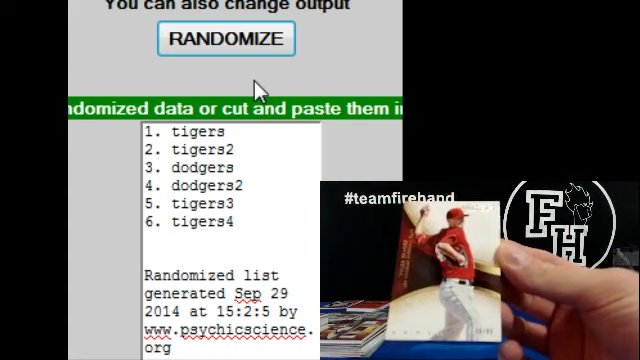 You can also change output
RANDOMIZE
ndomized data or cut and paste them in
1. tigers
2. tigers2
3. dodgers
4. dodgers2
5. tigers3
6. tigers4
Randomized list
generated Sep 29
2014 at 15:2:5 by
www.psychicscience.
org
#teamfirehand
FH